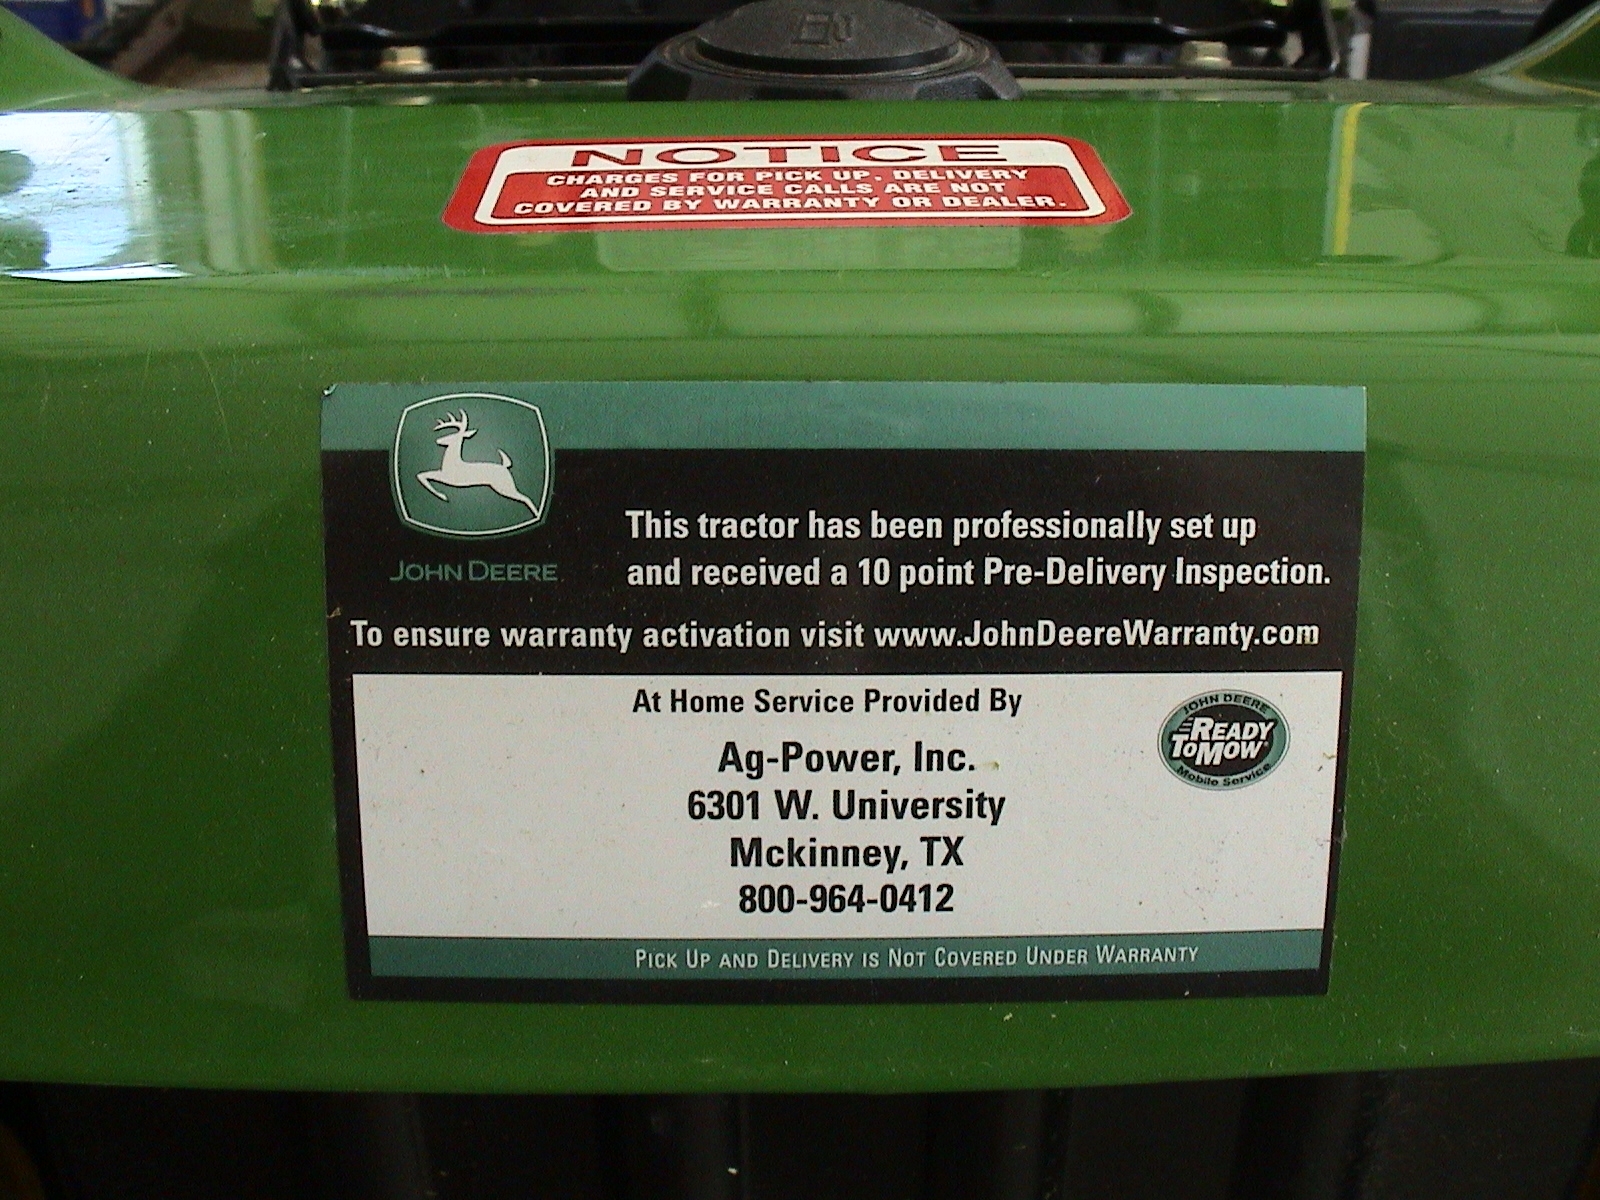 NOTICE
CHARGES FOR PICK UP, DELIVERY
AND SERVICE CALLS ARE NOT
COVERED BY WARRANTY OR DEALER.
JOHN DEERE
This tractor has been professionally set up
and received a 10 point Pre-Delivery Inspection.
To ensure warranty activation visit www.JohnDeereWarranty.com
At Home Service Provided By
JOHN DEERE
READY
TO MOW
Mobile Service
Ag-Power, Inc.
6301 W. University
Mckinney, TX
800-964-0412
PICK UP AND DELIVERY IS NOT COVERED UNDER WARRANTY